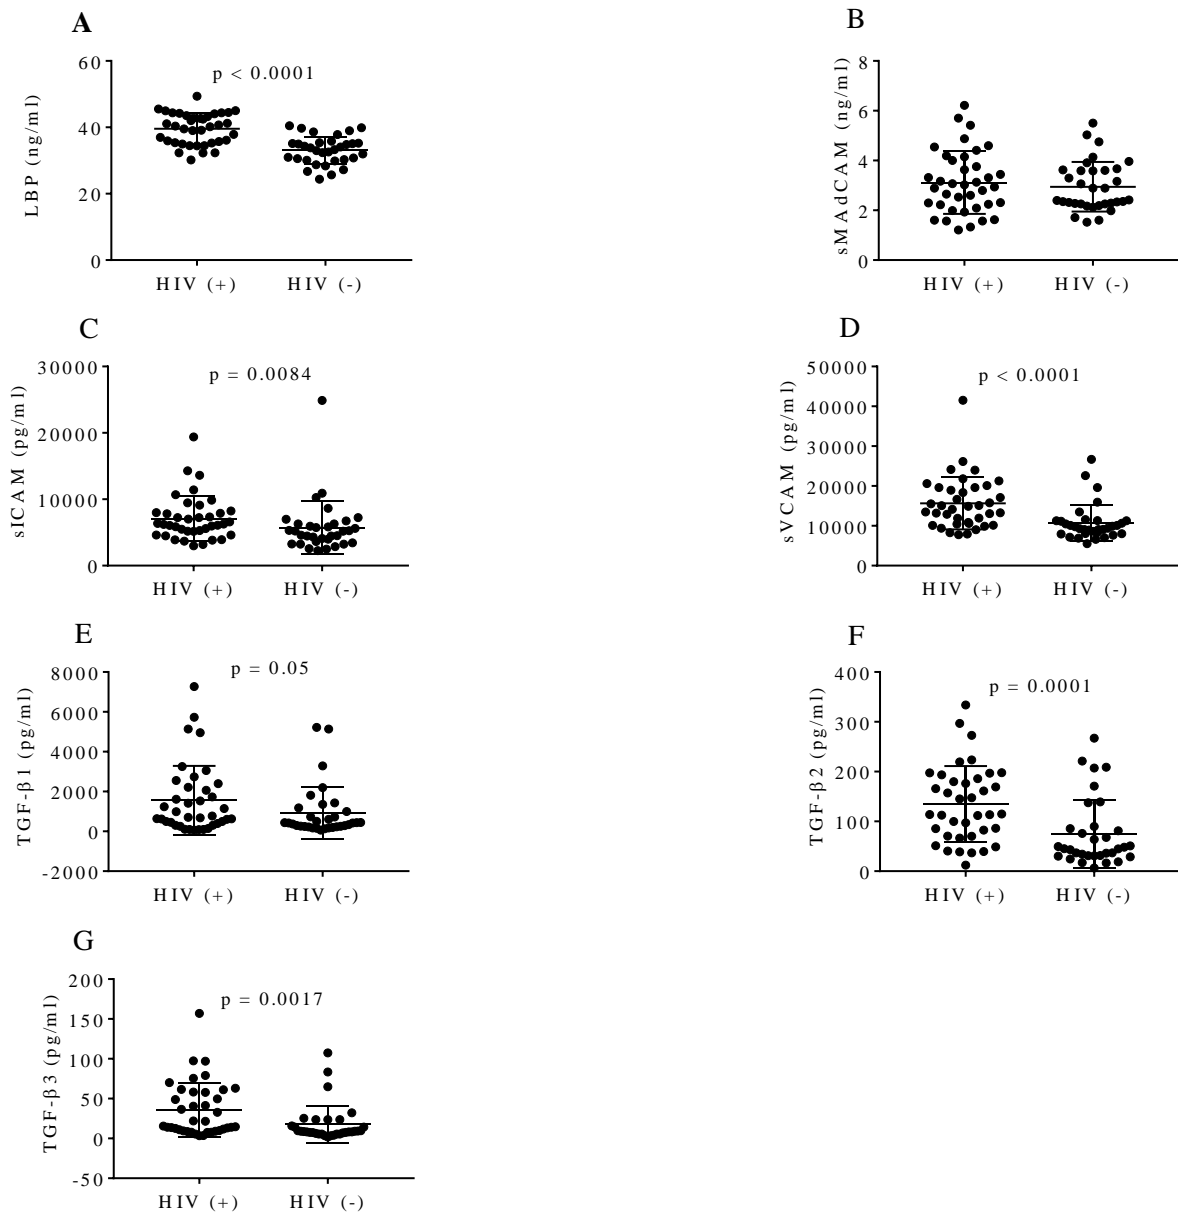 A
LBP (ng/ml)
60
40
20
0
p < 0.0001
HIV (+)
HIV (-)
B
sMAdCAM (ng/ml)
8
6
4
2
0
HIV (+)
HIV (-)
C
sICAM (pg/ml)
30000
20000
10000
0
p = 0.0084
HIV (+)
HIV (-)
D
sVCAM (pg/ml)
50000
40000
30000
20000
10000
0
p < 0.0001
HIV (+)
HIV (-)
E
TGF-β1 (pg/ml)
8000
6000
4000
2000
0
-2000
p = 0.05
HIV (+)
HIV (-)
F
TGF-β2 (pg/ml)
400
300
200
100
0
p = 0.0001
HIV (+)
HIV (-)
G
TGF-β3 (pg/ml)
200
150
100
50
0
-50
p = 0.0017
HIV (+)
HIV (-)